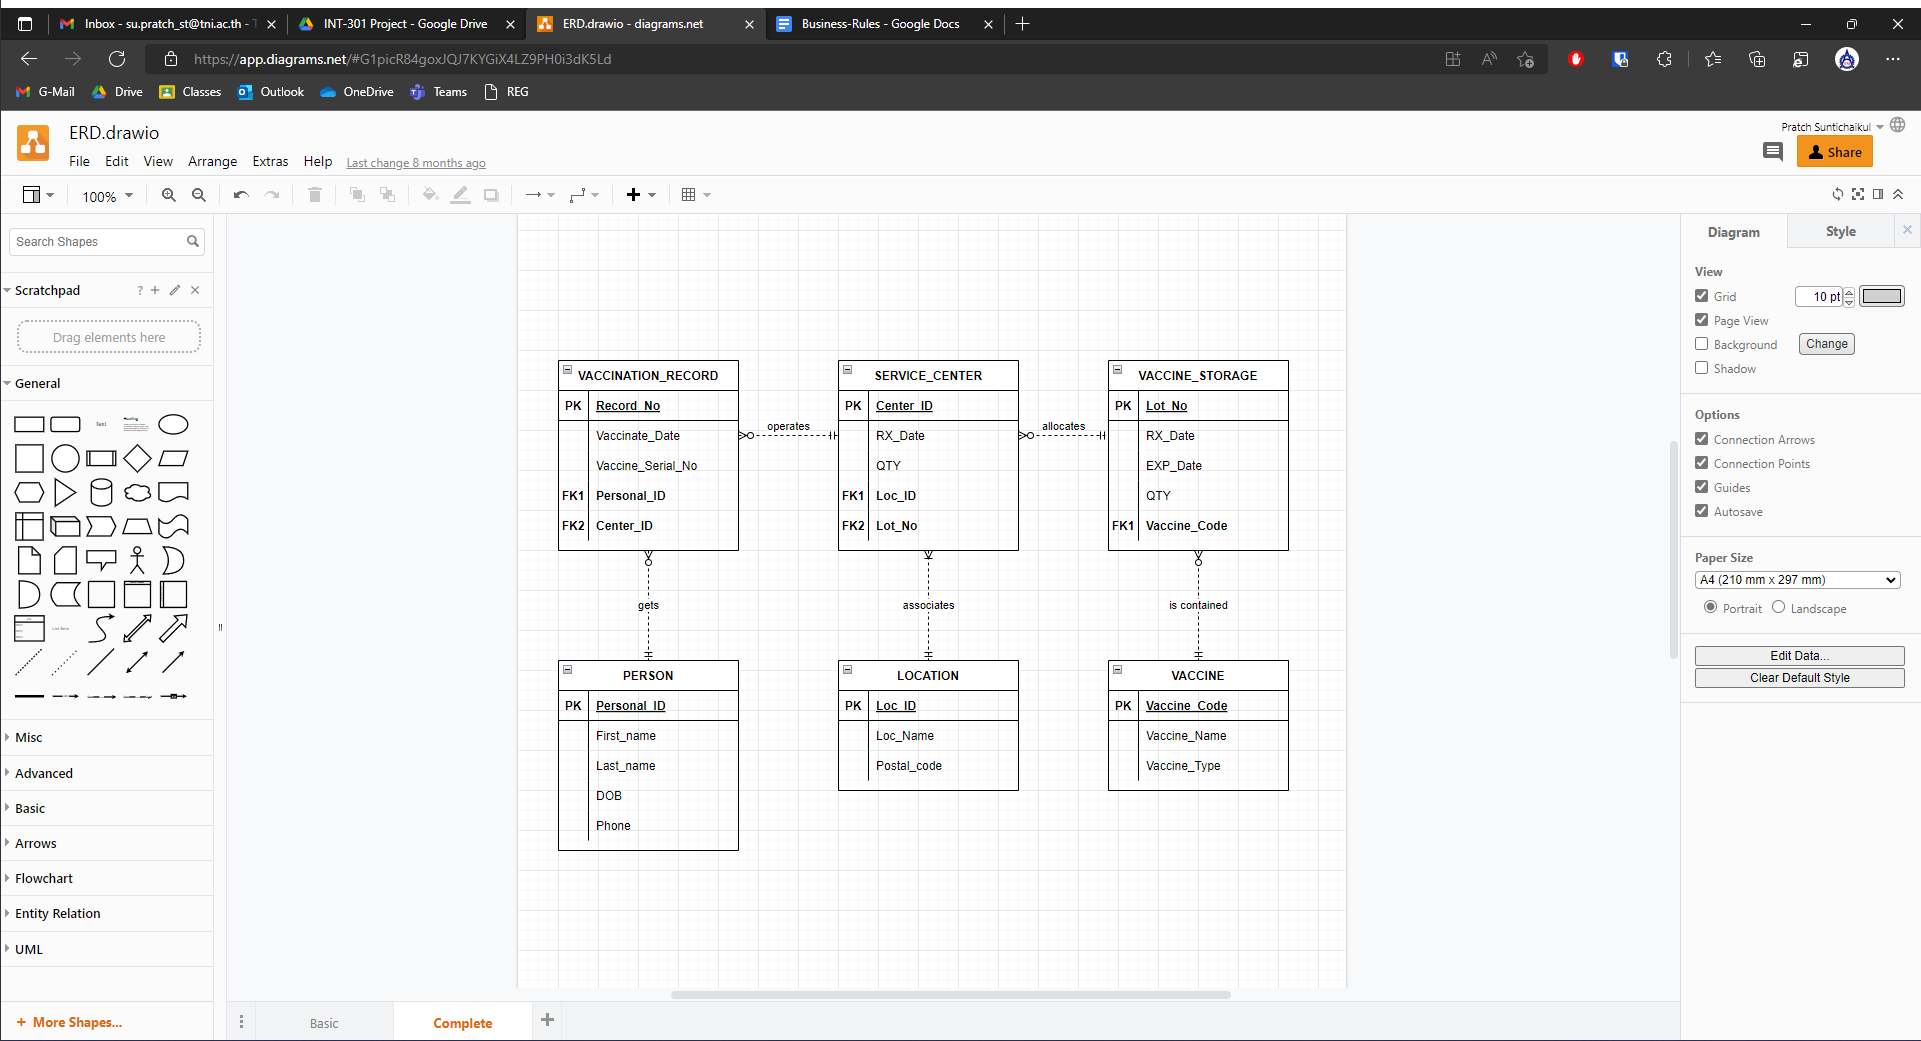 Inbox - su.pratch_st@tni.ac.th - T
INT-301 Project - Google Drive
ERD.drawio - diagrams.net
Business-Rules - Google Docs
https://app.diagrams.net/#G1picR84goxJQJ7KYGiX4LZ9PH0i3dK5Ld
G-Mail
Drive
Classes
Outlook
OneDrive
Teams
REG
ERD.drawio
File
Edit
View
Arrange
Extras
Help
Last change 8 months ago
Pratch Suntichaikul
Share
100%
Search Shapes
Scratchpad
?
Drag elements here
General
Text
Heading
List Item
Misc
Advanced
Basic
Arrows
Flowchart
Entity Relation
UML
+ More Shapes...
VACCINATION_RECORD
PK Record_No
Vaccinate_Date
Vaccine_Serial_No
FK1 Personal_ID
FK2 Center_ID
operates
SERVICE_CENTER
PK Center_ID
RX_Date
QTY
FK1 Loc_ID
FK2 Lot_No
allocates
VACCINE_STORAGE
PK Lot_No
RX_Date
EXP_Date
QTY
FK1 Vaccine_Code
gets
associates
is contained
PERSON
PK Personal_ID
First_name
Last_name
DOB
Phone
LOCATION
PK Loc_ID
Loc_Name
Postal_code
VACCINE
PK Vaccine_Code
Vaccine_Name
Vaccine_Type
Basic
Complete
Diagram
Style
View
Grid
10 pt
Page View
Background
Change
Shadow
Options
Connection Arrows
Connection Points
Guides
Autosave
Paper Size
A4 (210 mm x 297 mm)
Portrait
Landscape
Edit Data...
Clear Default Style